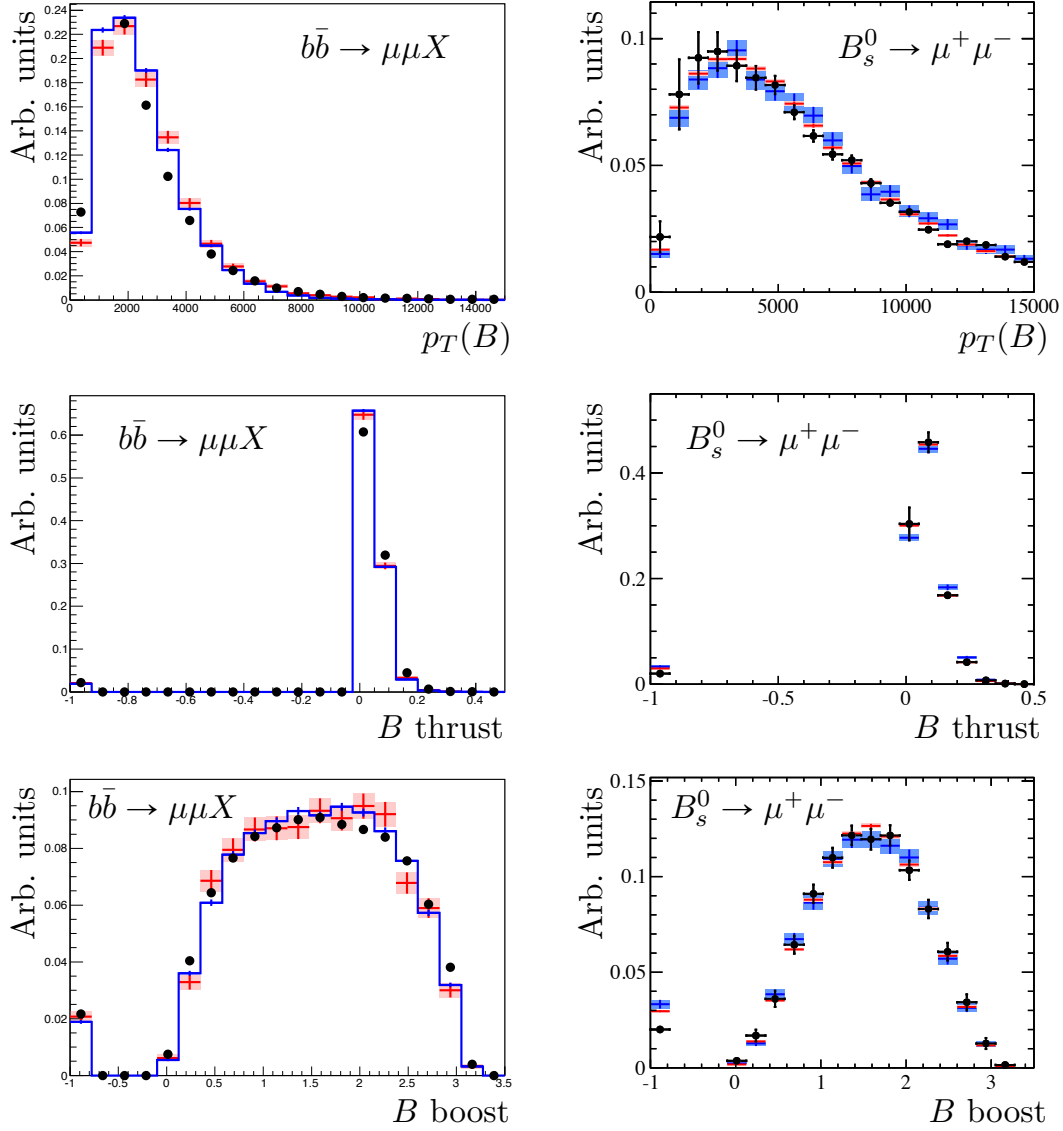 Arb. units
0.24
0.22
0.2
0.18
0.16
0.14
0.12
0.1
0.08
0.06
0.04
0.02
0
bb̄ → μμX
0 2000 4000 6000 8000 10000 12000 14000
p_T(B)
Arb. units
0.1
0.05
0
B_s^0 → μ⁺μ⁻
0 5000 10000 15000
p_T(B)
Arb. units
0.6
0.5
0.4
0.3
0.2
0.1
0
bb̄ → μμX
-1 -0.8 -0.6 -0.4 -0.2 0 0.2 0.4
B thrust
Arb. units
0.4
0.2
0
B_s^0 → μ⁺μ⁻
-1 -0.5 0 0.5
B thrust
Arb. units
0.1
0.08
0.06
0.04
0.02
0
bb̄ → μμX
-1 -0.5 0 0.5 1 1.5 2 2.5 3 3.5
B boost
Arb. units
0.15
0.1
0.05
0
B_s^0 → μ⁺μ⁻
-1 0 1 2 3
B boost